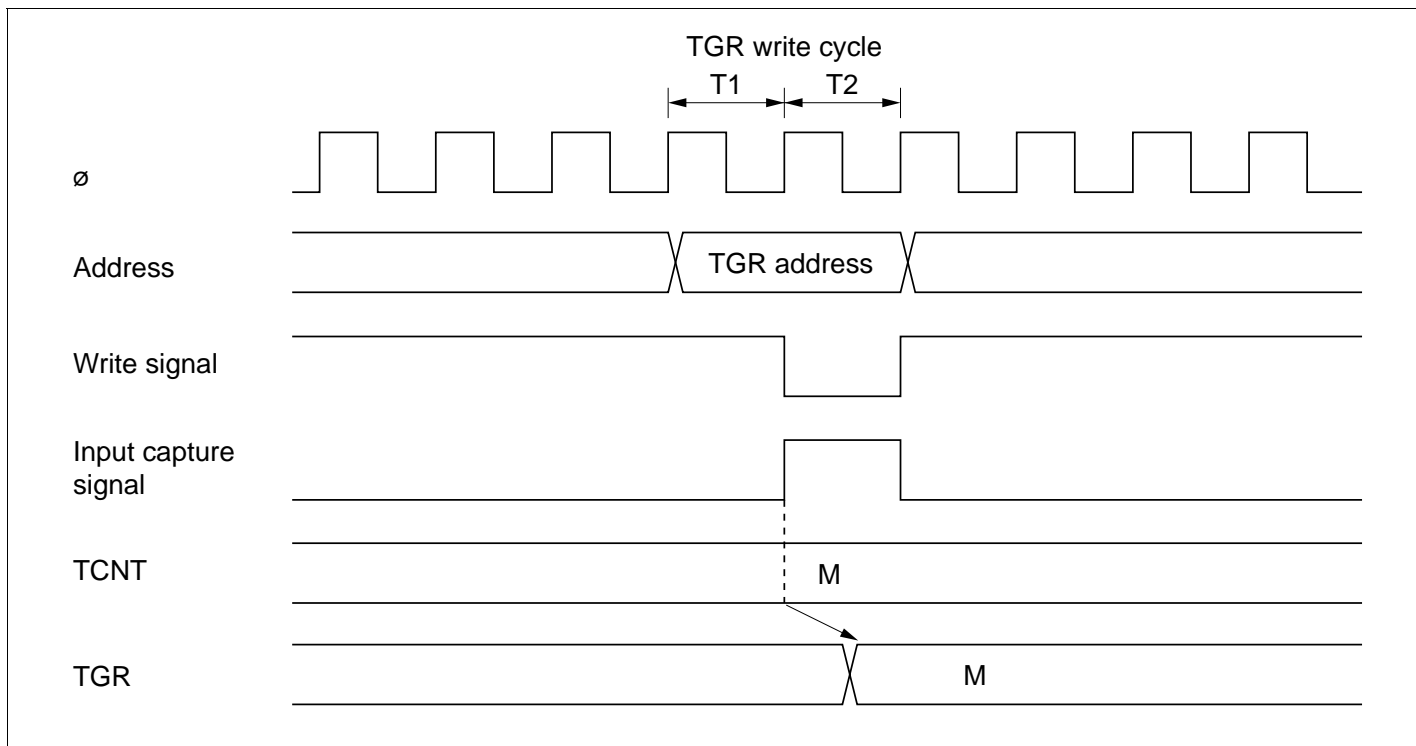 TGR write cycle
T1 T2
ø
Address
TGR address
Write signal
Input capture
signal
TCNT
M
TGR
M